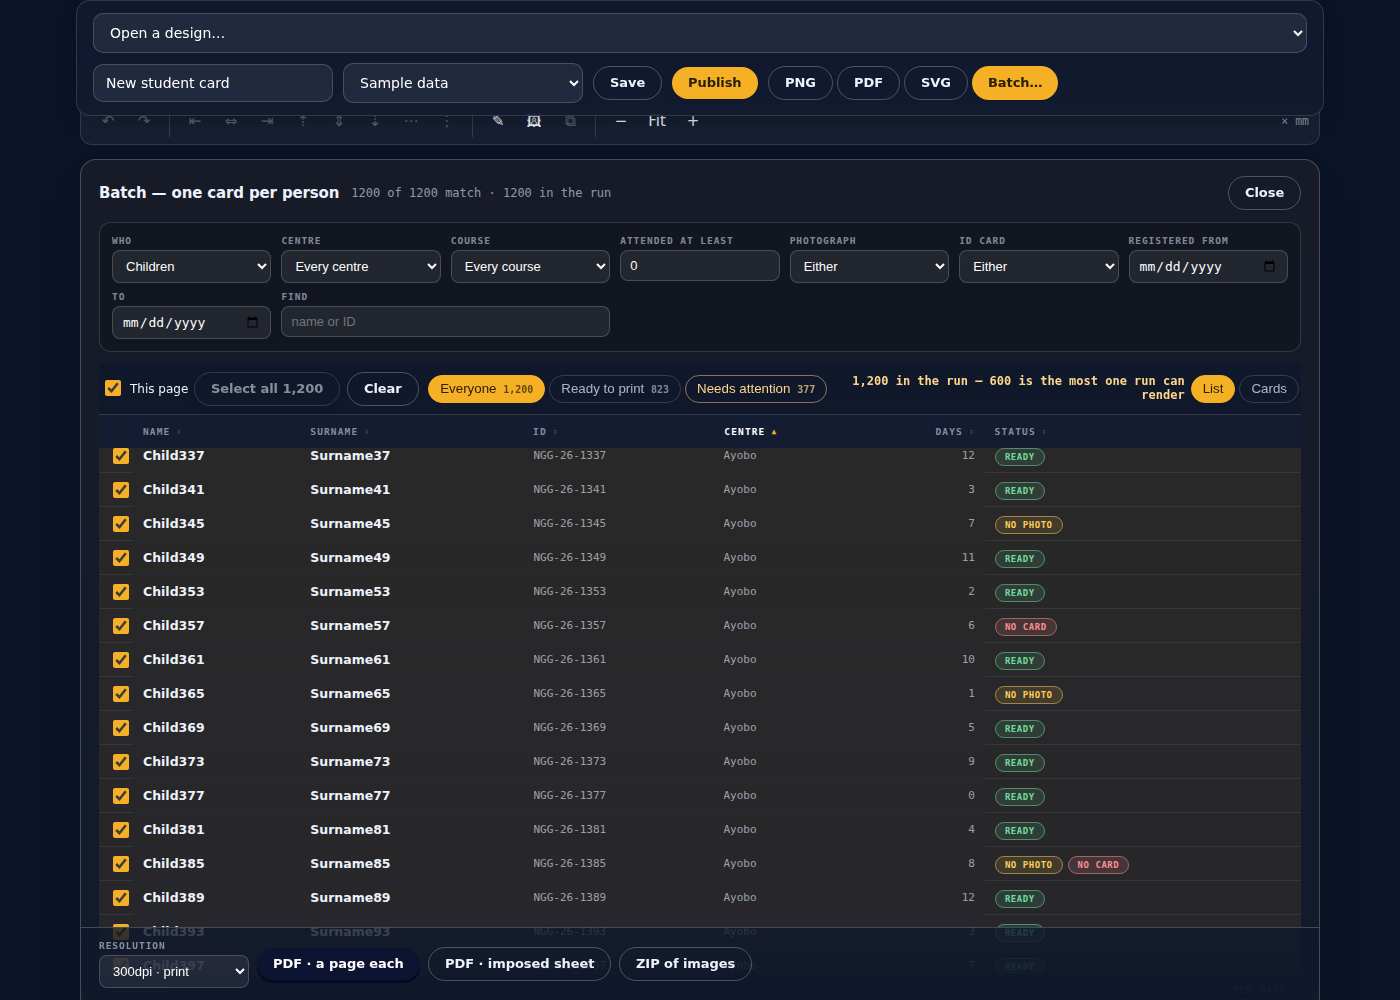 Open a design...
New student card Sample data Save Publish PNG PDF SVG Batch...
Fit × mm
Batch — one card per person 1200 of 1200 match · 1200 in the run Close
WHO CENTRE COURSE ATTENDED AT LEAST PHOTOGRAPH ID CARD REGISTERED FROM
Children Every centre Every course 0 Either Either mm/dd/yyyy
TO FIND
mm/dd/yyyy name or ID
This page Select all 1,200 Clear Everyone 1,200 Ready to print 823 Needs attention 377 1,200 in the run — 600 is the most one run can
render List Cards
NAME SURNAME ID CENTRE DAYS STATUS
Child337 Surname37 NGG-26-1337 Ayobo 12 READY
Child341 Surname41 NGG-26-1341 Ayobo 3 READY
Child345 Surname45 NGG-26-1345 Ayobo 7 NO PHOTO
Child349 Surname49 NGG-26-1349 Ayobo 11 READY
Child353 Surname53 NGG-26-1353 Ayobo 2 READY
Child357 Surname57 NGG-26-1357 Ayobo 6 NO CARD
Child361 Surname61 NGG-26-1361 Ayobo 10 READY
Child365 Surname65 NGG-26-1365 Ayobo 1 NO PHOTO
Child369 Surname69 NGG-26-1369 Ayobo 5 READY
Child373 Surname73 NGG-26-1373 Ayobo 9 READY
Child377 Surname77 NGG-26-1377 Ayobo 0 READY
Child381 Surname81 NGG-26-1381 Ayobo 4 READY
Child385 Surname85 NGG-26-1385 Ayobo 8 NO PHOTO NO CARD
Child389 Surname89 NGG-26-1389 Ayobo 12 READY
Child393 Surname93 NGG-26-1393 Ayobo 3 READY
RESOLUTION
300dpi · print PDF · a page each PDF · imposed sheet ZIP of images